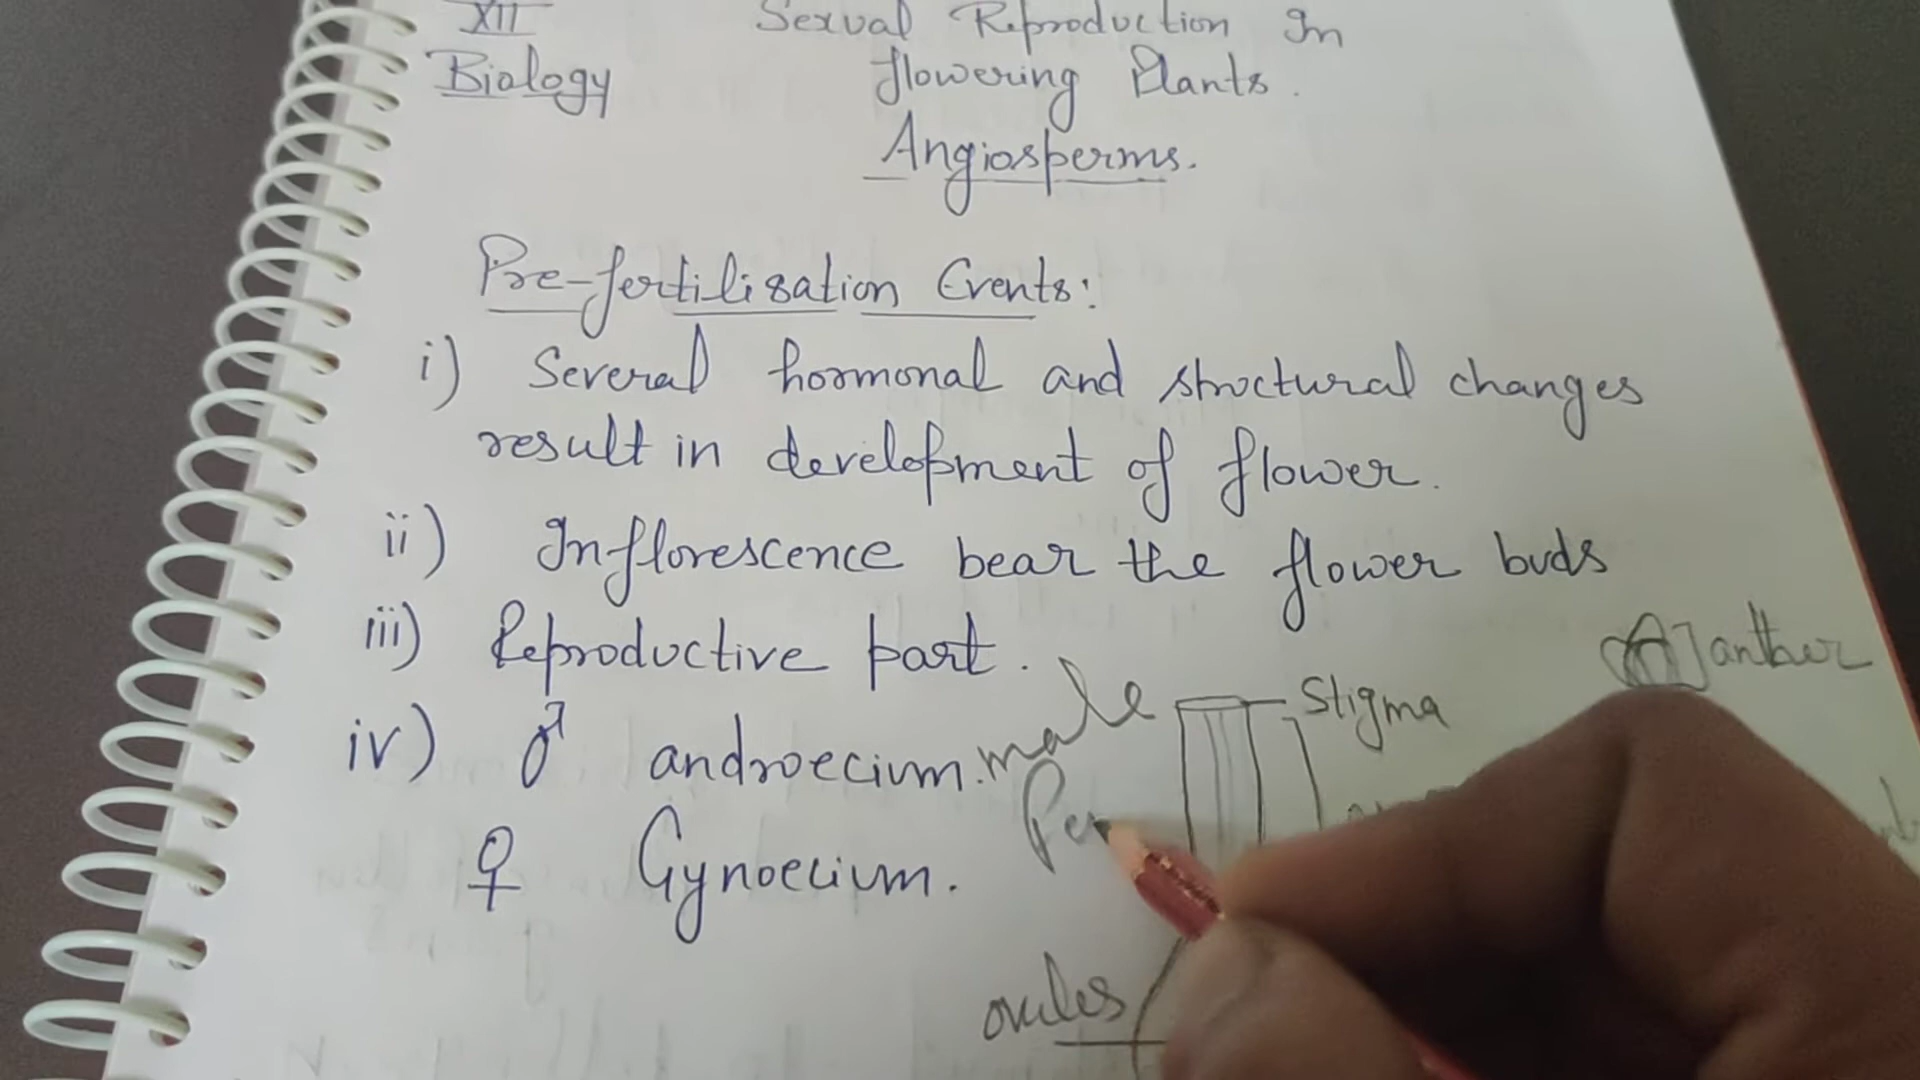 XII
Sexual Reproduction In
Biology
flowering Plants.
Angiosperms.
Pre-fertilisation Events:
i) Several hormonal and structural changes
result in development of flower.
ii) Inflorescence bear the flower buds
iii) Reproductive part.
anther
iv) ♂ androecium. male
Stigma
♀ Gynoecium.
ovules